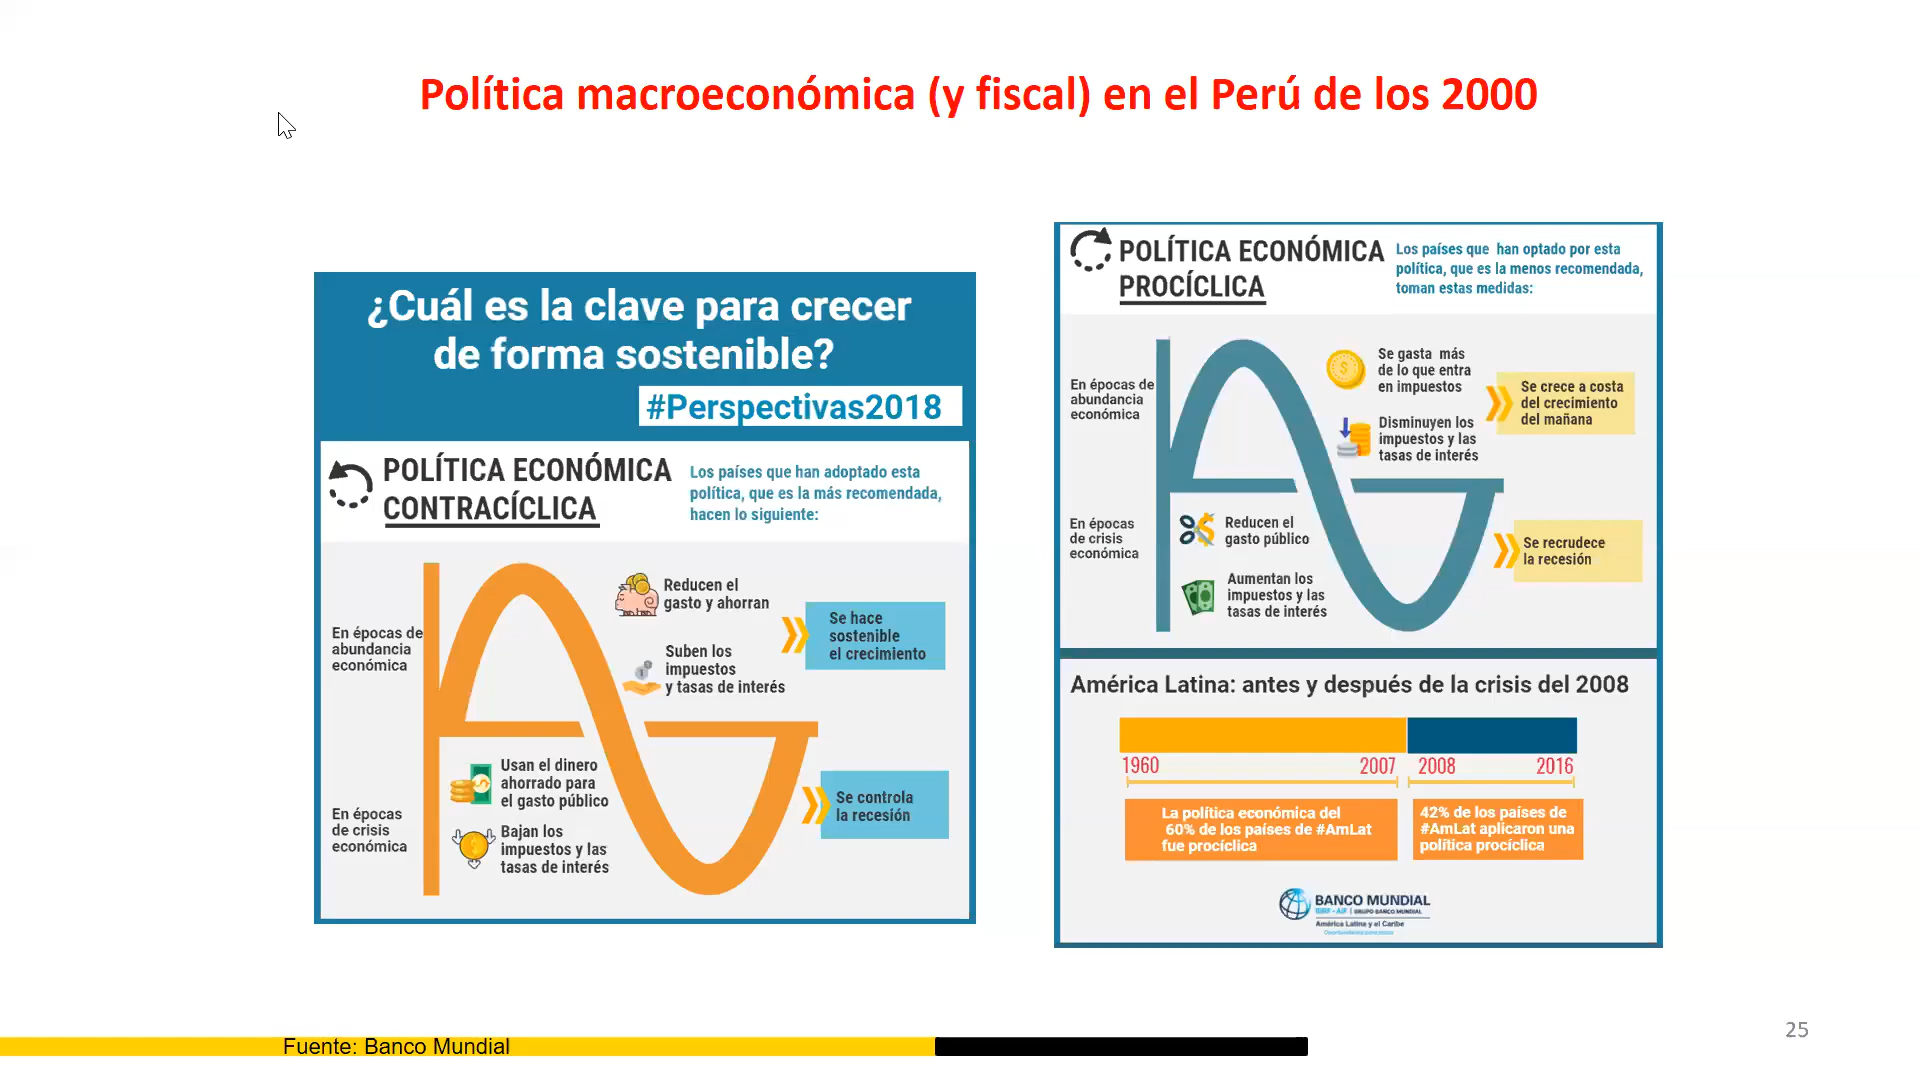 Política macroeconómica (y fiscal) en el Perú de los 2000
¿Cuál es la clave para crecer
de forma sostenible?
#Perspectivas2018
POLÍTICA ECONÓMICA
CONTRACÍCLICA
Los países que han adoptado esta
política, que es la más recomendada,
hacen lo siguiente:
En épocas de
abundancia
económica
Reducen el
gasto y ahorran
Suben los
impuestos
y tasas de interés
Se hace
sostenible
el crecimiento
En épocas
de crisis
económica
Usan el dinero
ahorrado para
el gasto público
Bajan los
impuestos y las
tasas de interés
Se controla
la recesión
POLÍTICA ECONÓMICA
PROCÍCLICA
Los países que han optado por esta
política, que es la menos recomendada,
toman estas medidas:
En épocas de
abundancia
económica
Se gasta más
de lo que entra
en impuestos
Disminuyen los
impuestos y las
tasas de interés
Se crece a costa
del crecimiento
del mañana
En épocas
de crisis
económica
Reducen el
gasto público
Aumentan los
impuestos y las
tasas de interés
Se recrudece
la recesión
América Latina: antes y después de la crisis del 2008
1960 2007 2008 2016
La política económica del
60% de los países de #AmLat
fue procíclica
42% de los países de
#AmLat aplicaron una
política procíclica
BANCO MUNDIAL
BIRF - AIF | GRUPO BANCO MUNDIAL
América Latina y el Caribe
Fuente: Banco Mundial
25